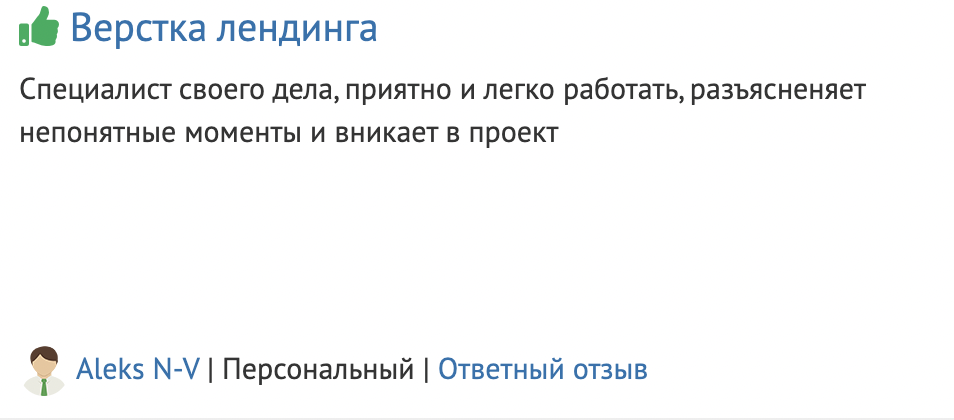 Верстка лендинга
Специалист своего дела, приятно и легко работать, разъясненяет
непонятные моменты и вникает в проект
Aleks N-V | Персональный | Ответный отзыв